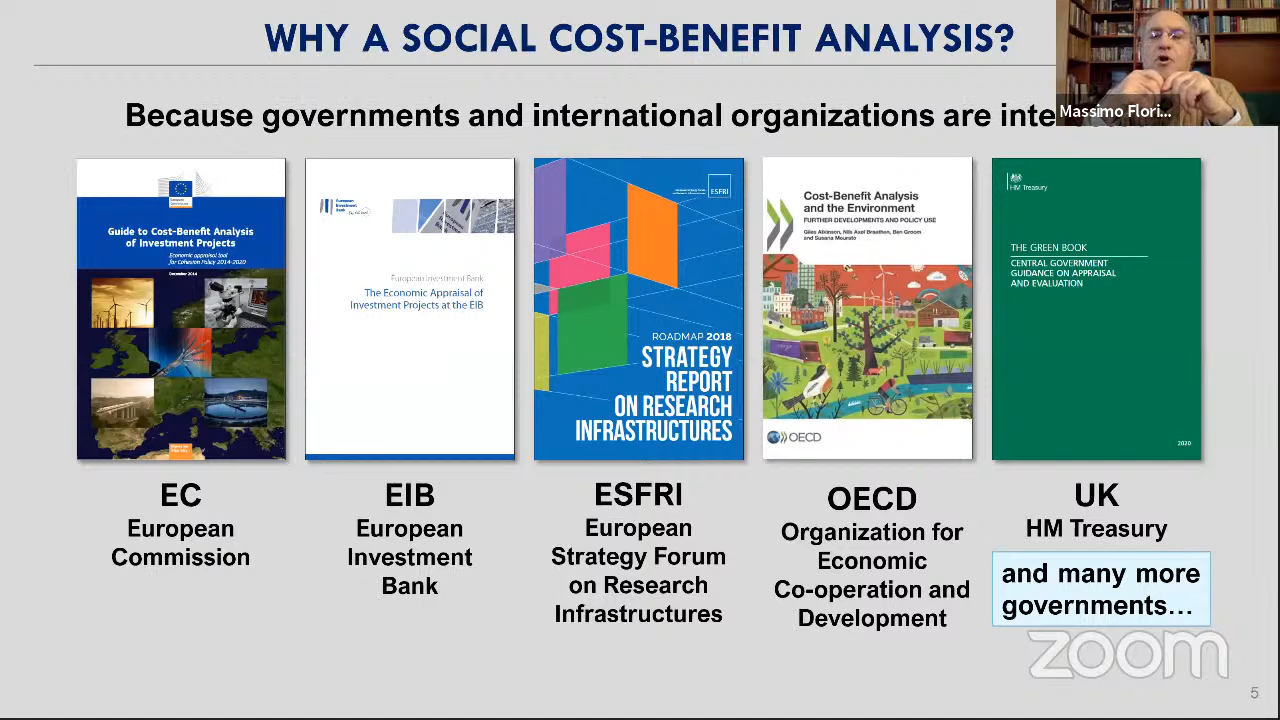 WHY A SOCIAL COST-BENEFIT ANALYSIS?
Because governments and international organizations are inte
Massimo Flori...
European
Commission
Guide to Cost-Benefit Analysis
of Investment Projects
Economic appraisal tool
for Cohesion Policy 2014-2020
December 2014
European
Investment
Bank
European Investment Bank
The Economic Appraisal of
Investment Projects at the EIB
ESFRI
ROADMAP 2018
STRATEGY
REPORT
ON RESEARCH
INFRASTRUCTURES
Cost-Benefit Analysis
and the Environment
FURTHER DEVELOPMENTS AND POLICY USE
Giles Atkinson, Nils Axel Braathen, Ben Groom
and Susana Mourato
OECD
HM Treasury
THE GREEN BOOK
CENTRAL GOVERNMENT
GUIDANCE ON APPRAISAL
AND EVALUATION
2020
EC
European
Commission
EIB
European
Investment
Bank
ESFRI
European
Strategy Forum
on Research
Infrastructures
OECD
Organization for
Economic
Co-operation and
Development
UK
HM Treasury
and many more
governments...
zoom
5